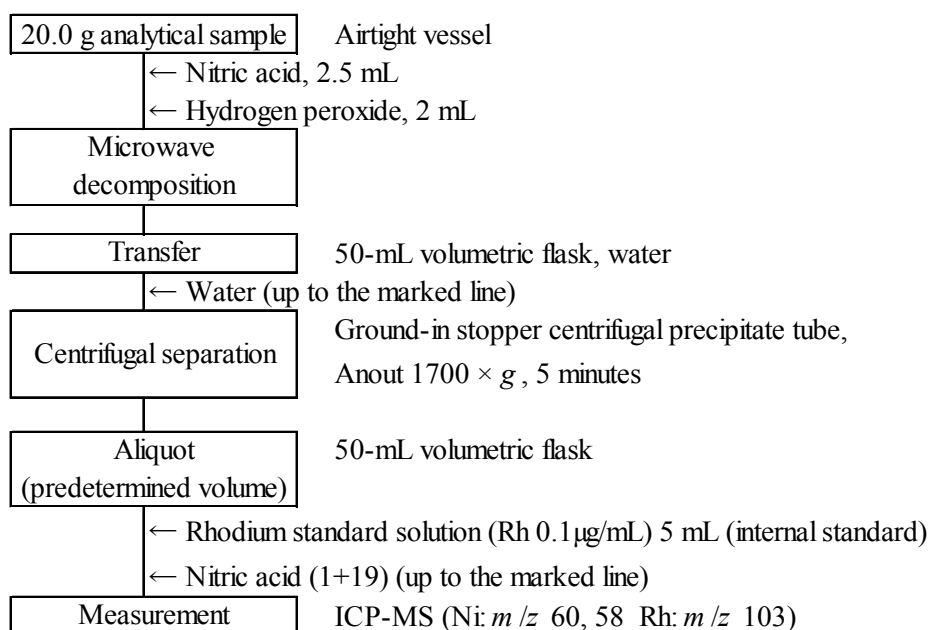 20.0 g analytical sample Airtight vessel
← Nitric acid, 2.5 mL
← Hydrogen peroxide, 2 mL
Microwave
decomposition
Transfer 50-mL volumetric flask, water
← Water (up to the marked line)
Centrifugal separation
Ground-in stopper centrifugal precipitate tube,
Anout 1700 × g , 5 minutes
Aliquot
(predetermined volume)
50-mL volumetric flask
← Rhodium standard solution (Rh 0.1μg/mL) 5 mL (internal standard)
← Nitric acid (1+19) (up to the marked line)
Measurement ICP-MS (Ni: m /z 60, 58 Rh: m /z 103)